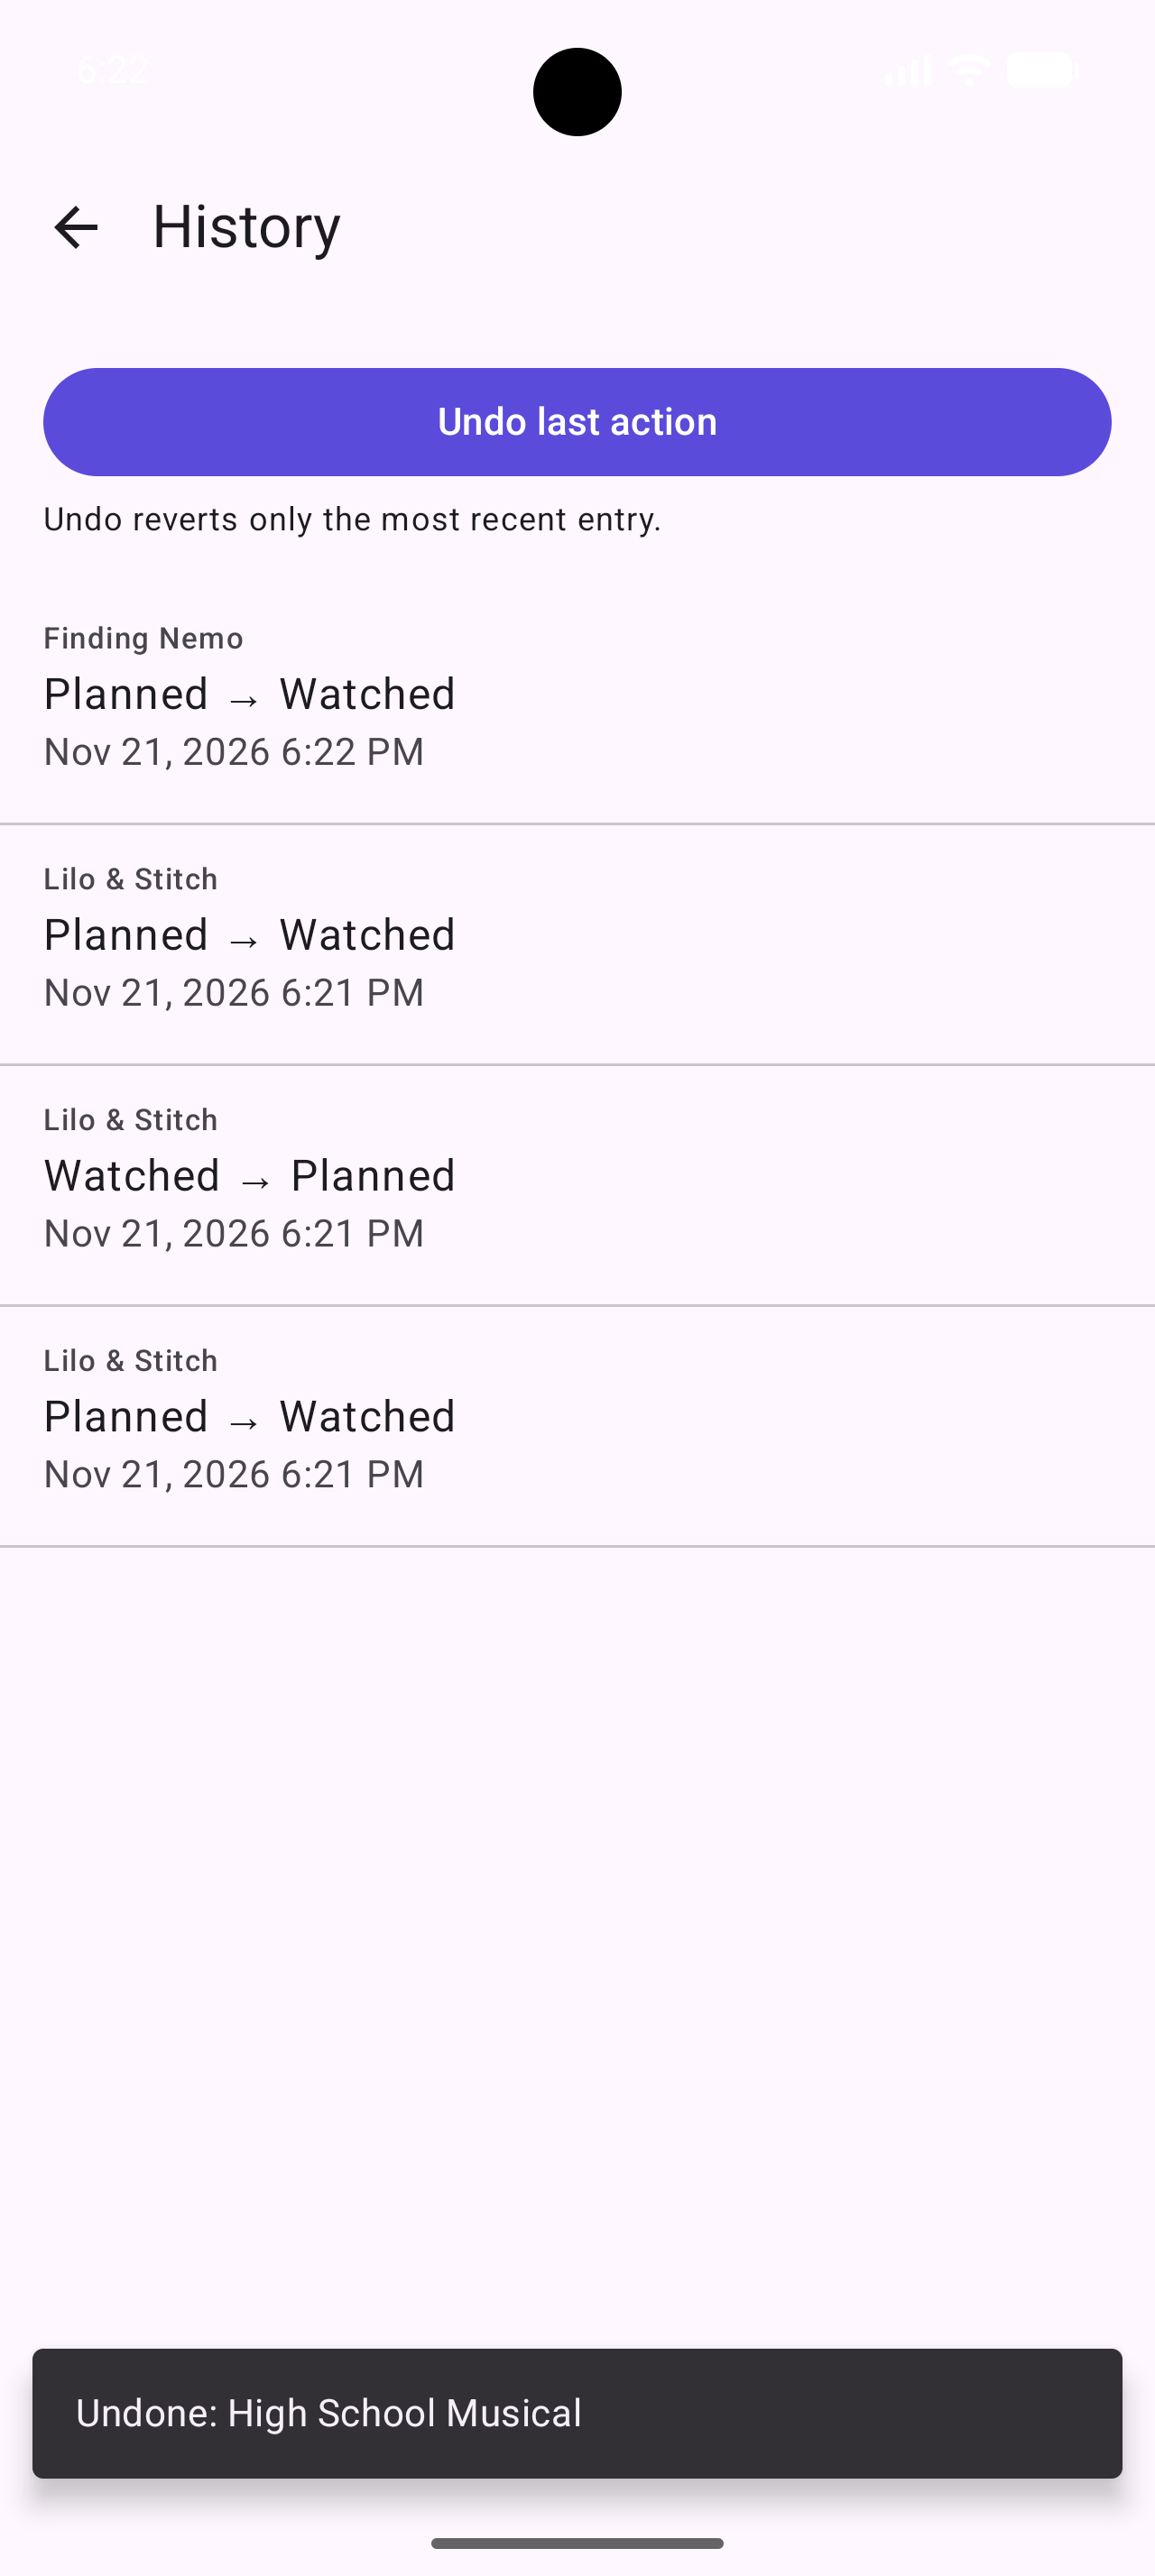 6:22
History
Undo last action
Undo reverts only the most recent entry.
Finding Nemo
Planned → Watched
Nov 21, 2026 6:22 PM
Lilo & Stitch
Planned → Watched
Nov 21, 2026 6:21 PM
Lilo & Stitch
Watched → Planned
Nov 21, 2026 6:21 PM
Lilo & Stitch
Planned → Watched
Nov 21, 2026 6:21 PM
Undone: High School Musical